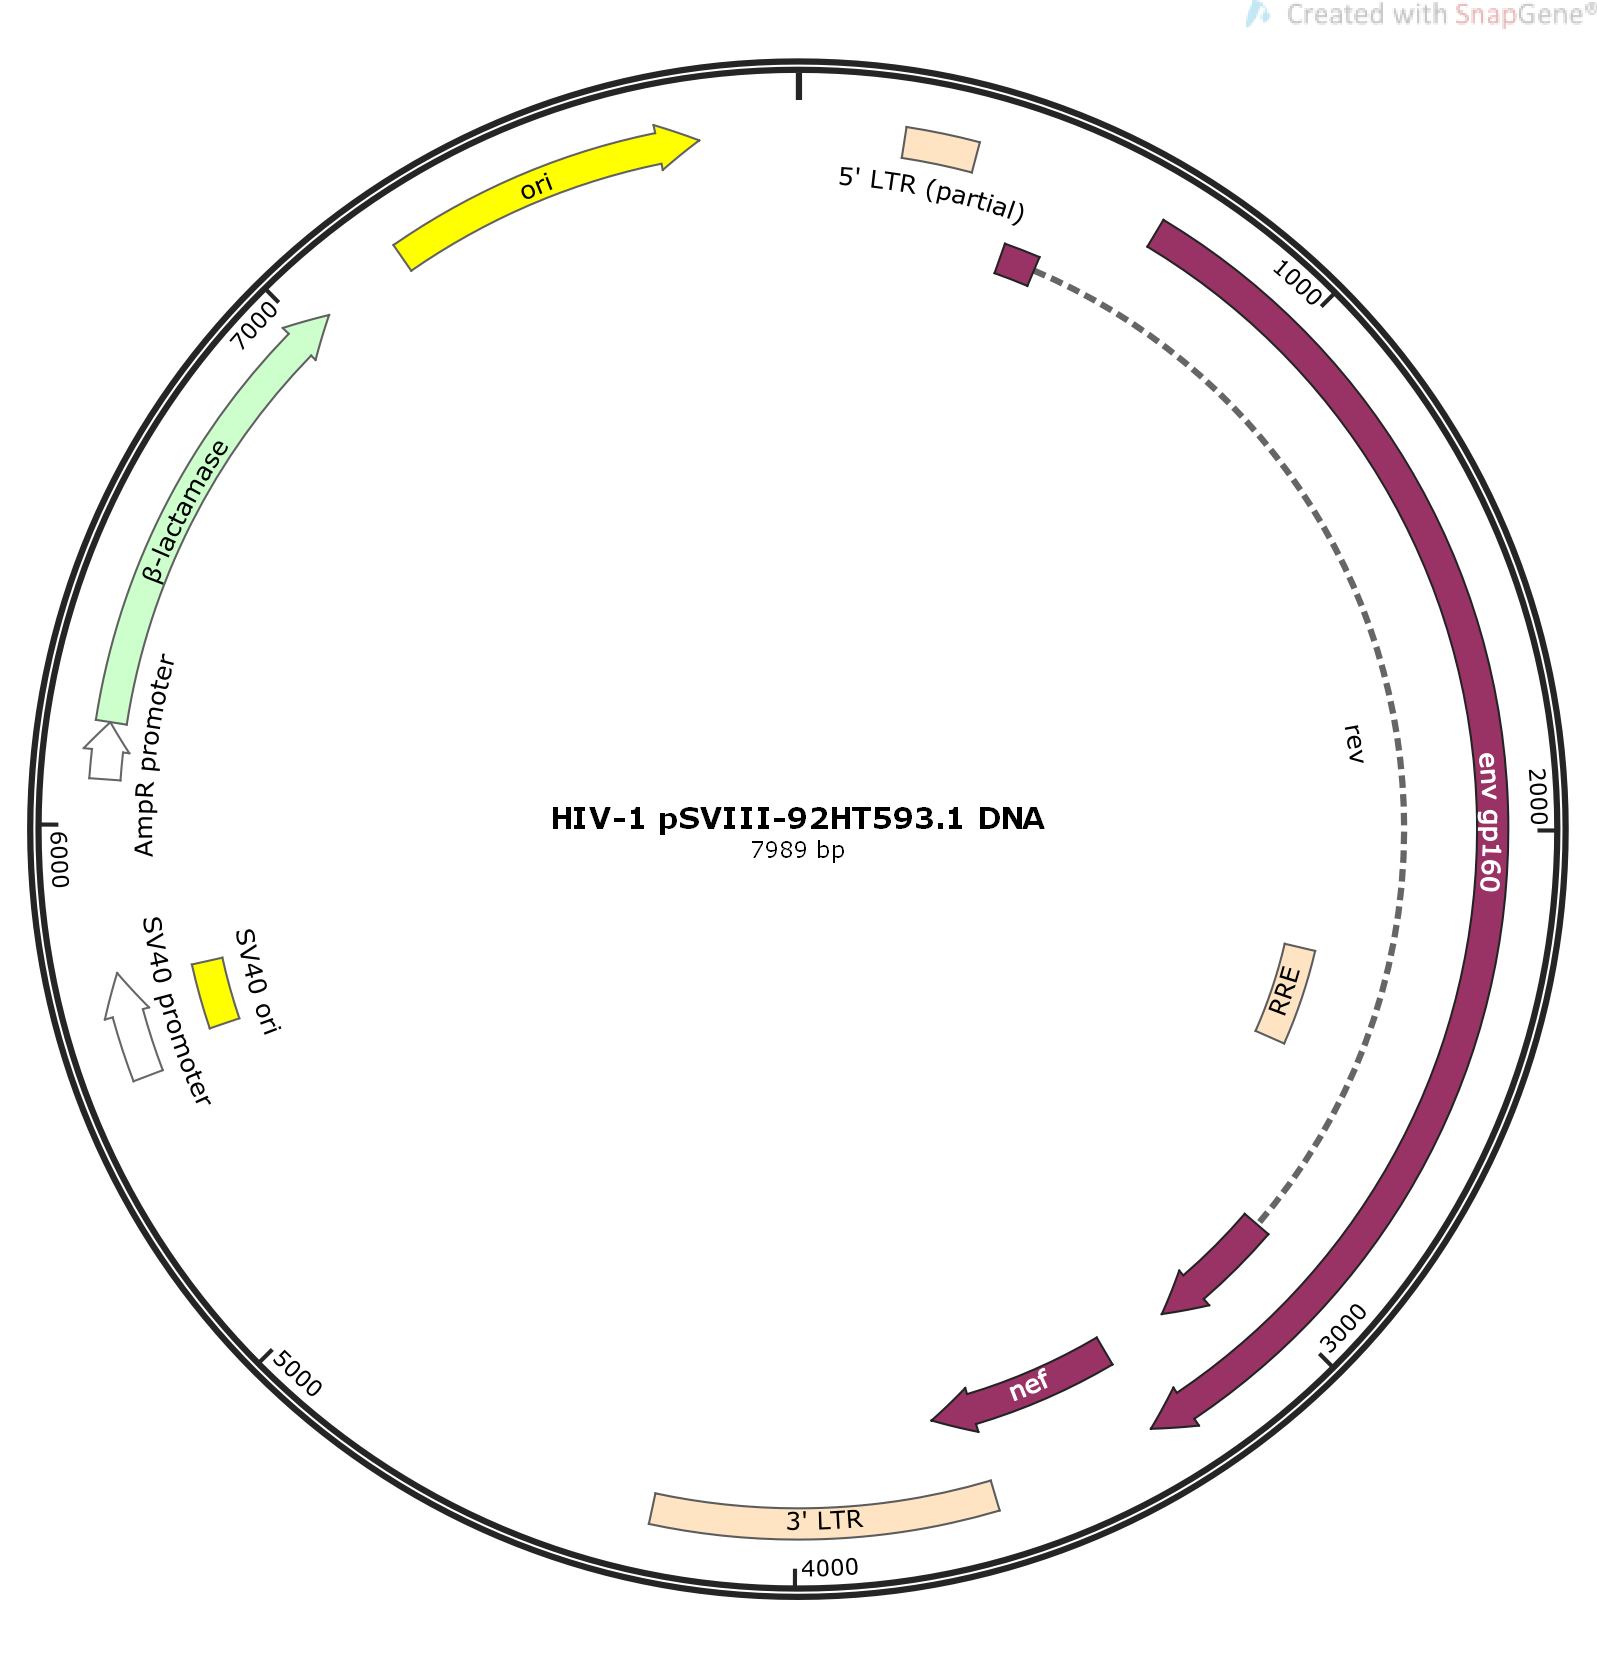 Created with SnapGene®
ori
5' LTR (partial)
1000
7000
β-lactamase
AmpR promoter
rev
env gp160
2000
HIV-1 pSVIII-92HT593.1 DNA
7989 bp
6000
SV40 promoter
SV40 ori
RRE
3000
5000
nef
3' LTR
4000